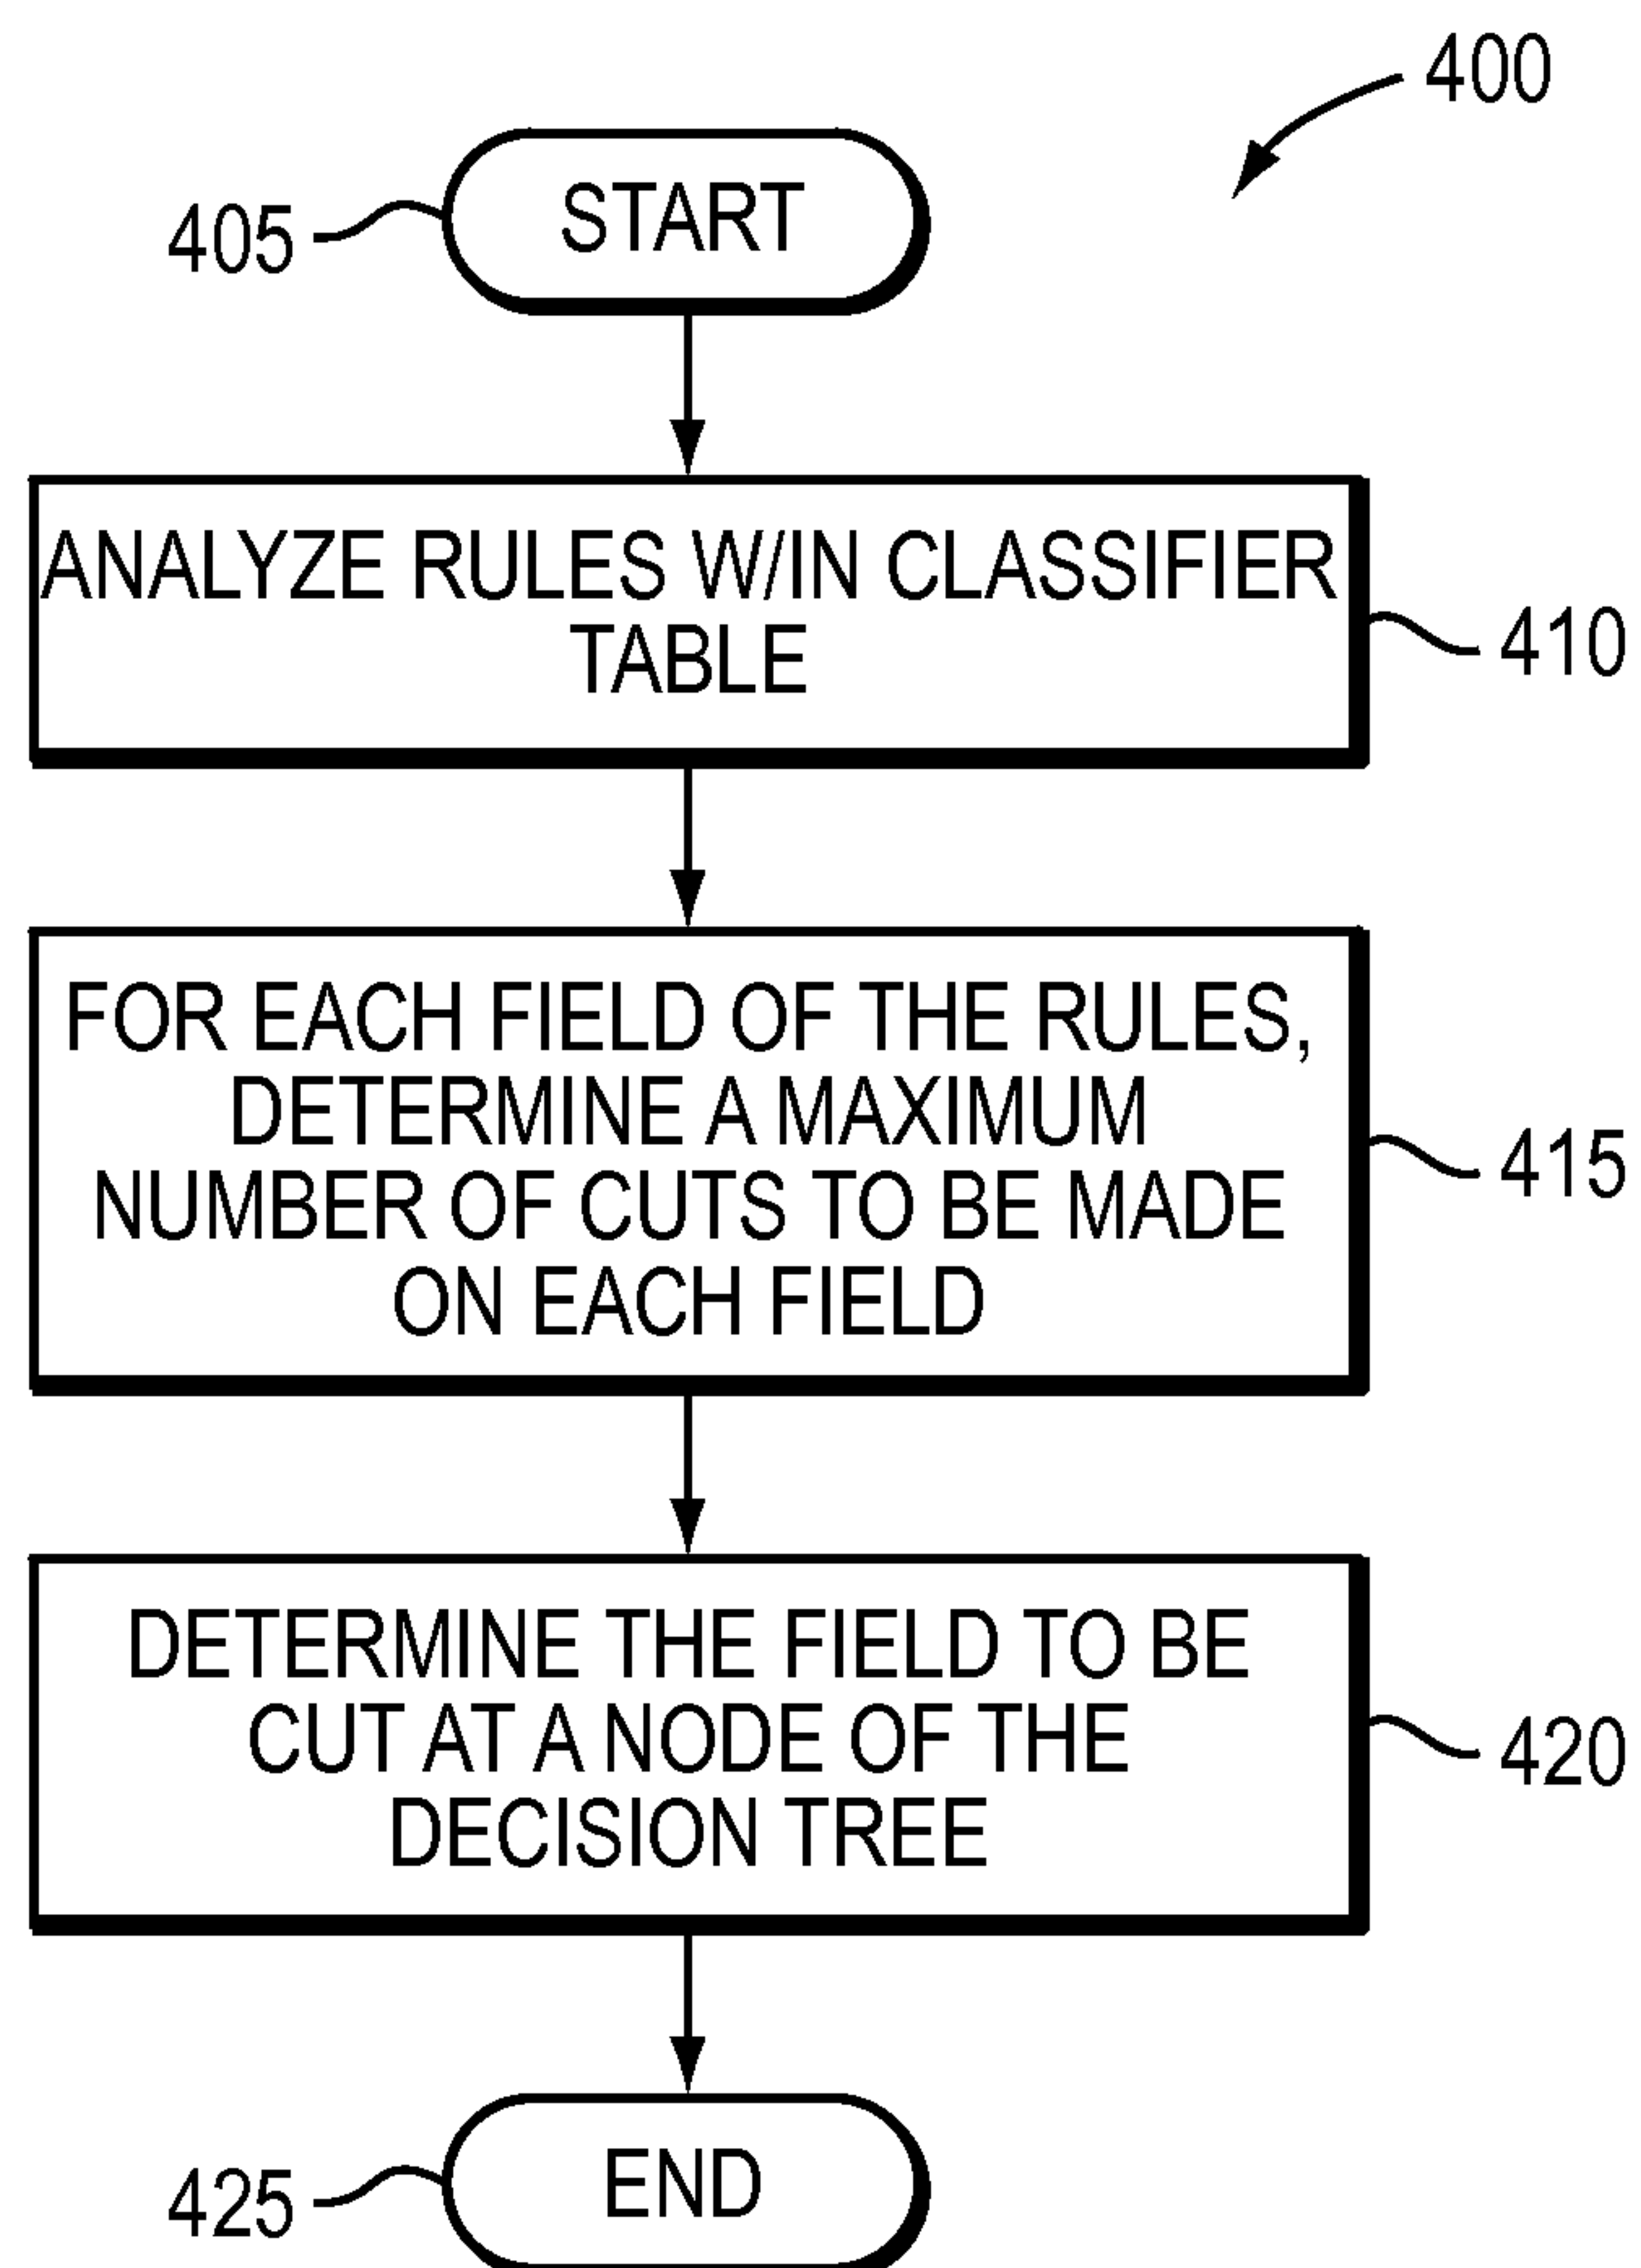 400
405
START
ANALYZE RULES W/IN CLASSIFIER
TABLE
410
FOR EACH FIELD OF THE RULES,
DETERMINE A MAXIMUM
NUMBER OF CUTS TO BE MADE
ON EACH FIELD
415
DETERMINE THE FIELD TO BE
CUT AT A NODE OF THE
DECISION TREE
420
END
425